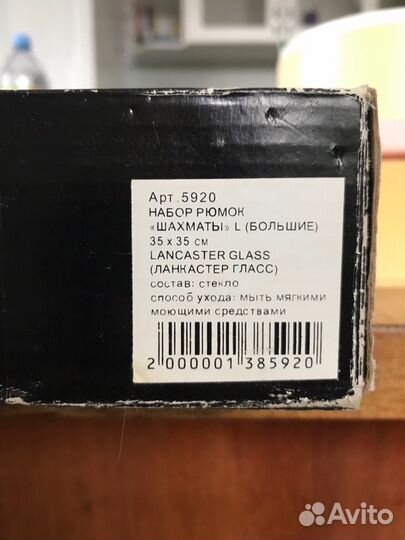 Арт.5920
НАБОР РЮМОК
«ШАХМАТЫ» L (БОЛЬШИЕ)
35 х 35 см
LANCASTER GLASS
(ЛАНКАСТЕР ГЛАСС)
состав: стекло
способ ухода: мыть мягкими
моющими средствами
2 000001 385920
Avito